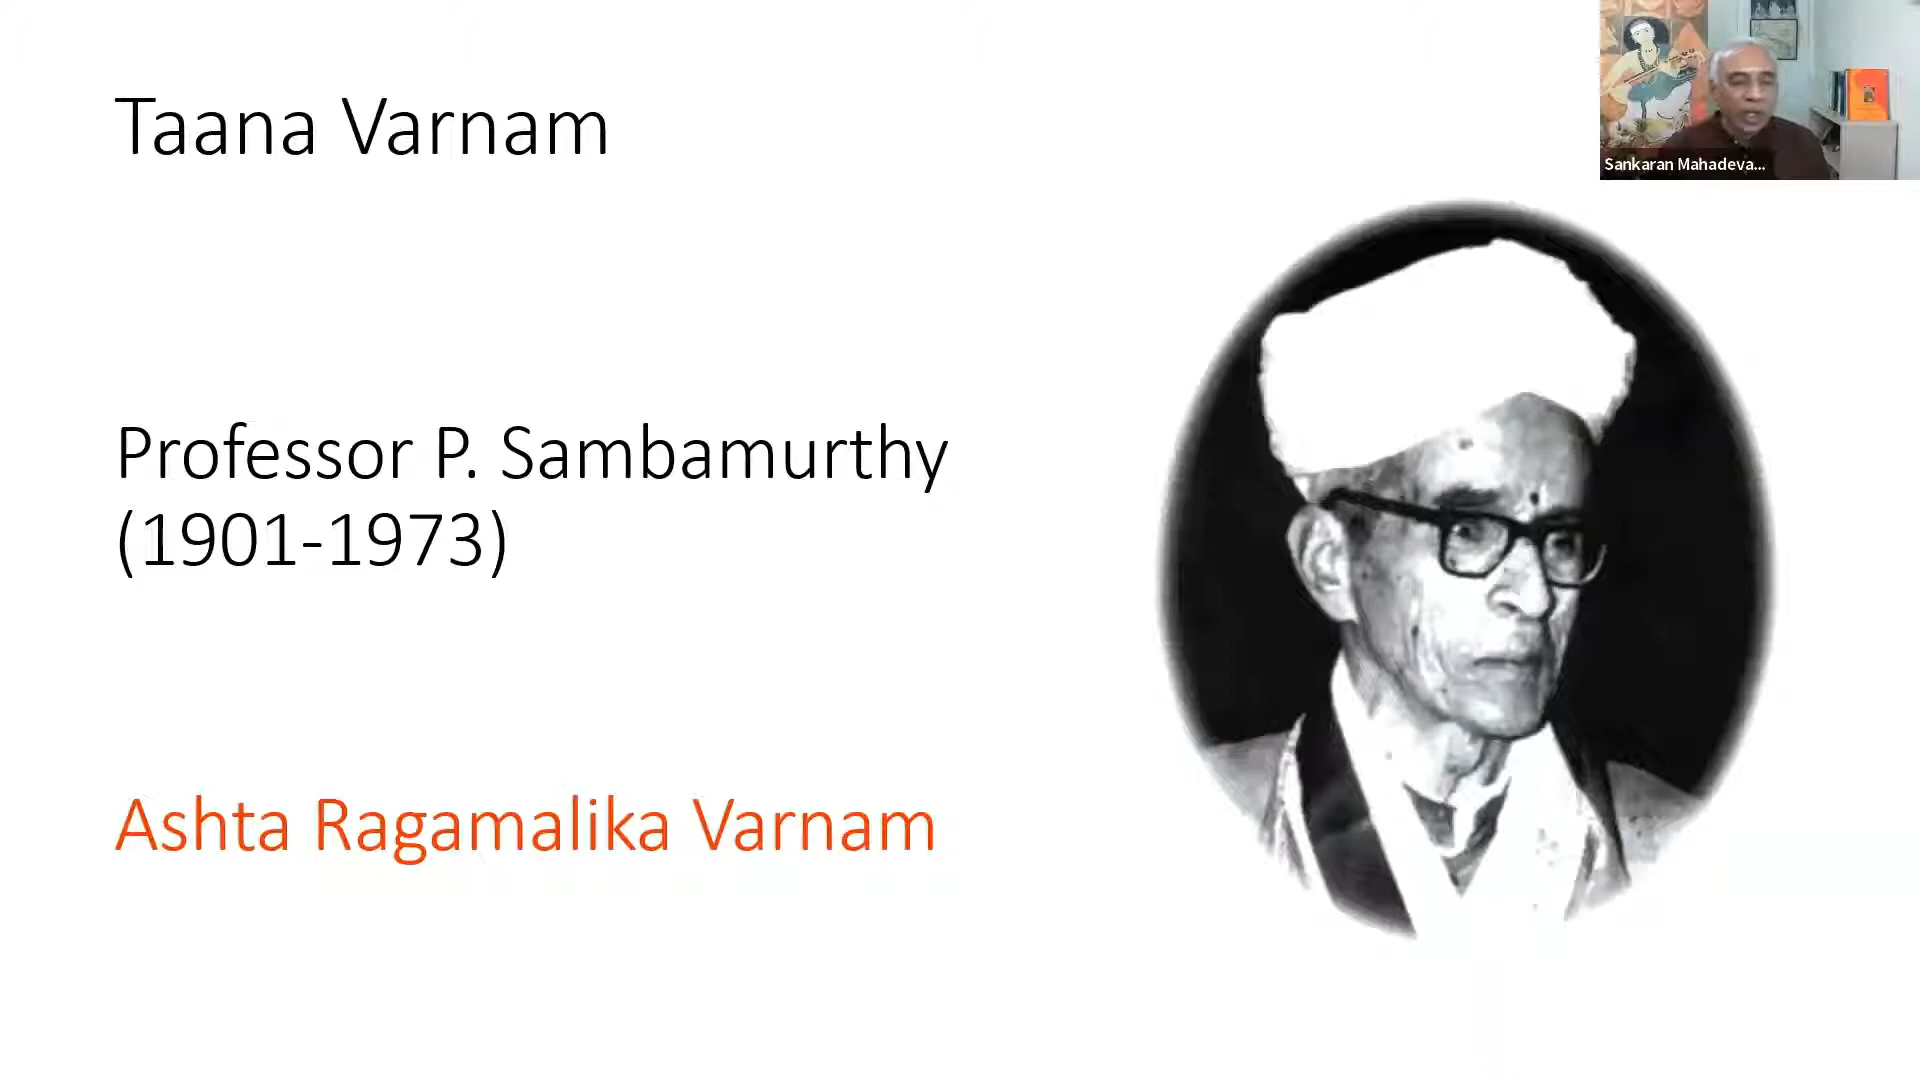 Taana Varnam
Sankaran Mahadeva...
Professor P. Sambamurthy
(1901-1973)
Ashta Ragamalika Varnam